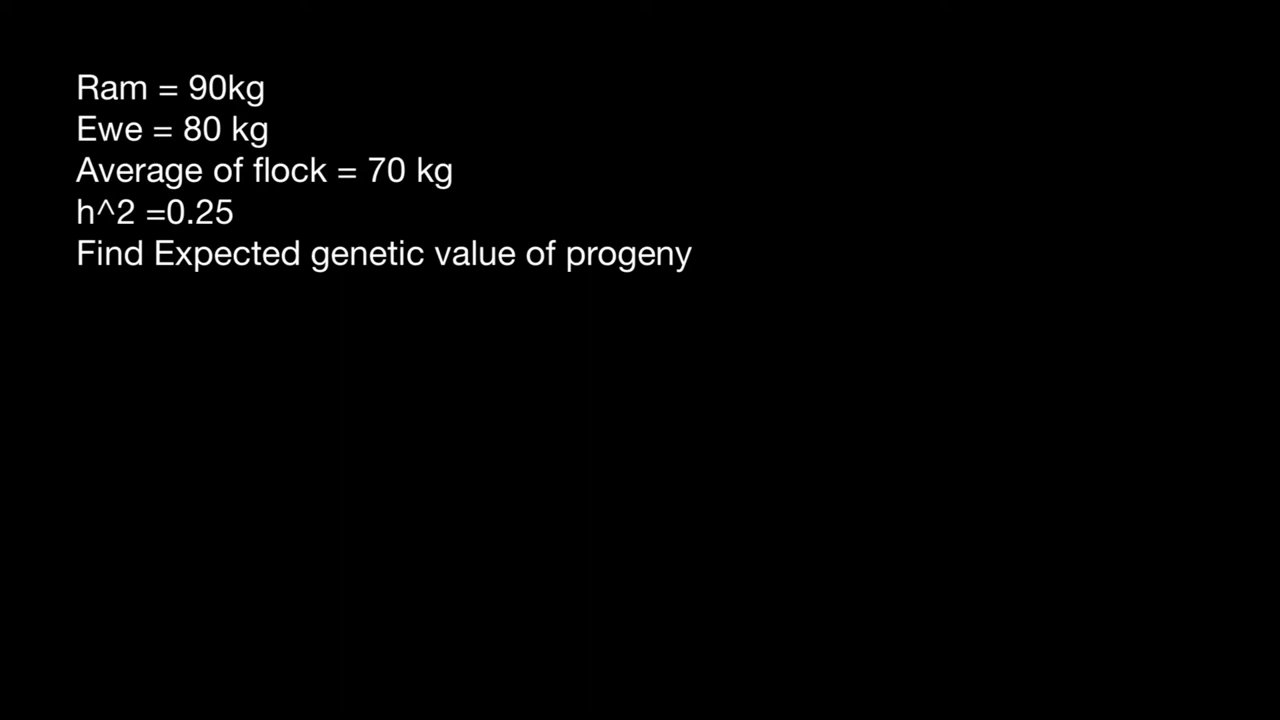 Ram = 90kg
Ewe = 80 kg
Average of flock = 70 kg
h^2 =0.25
Find Expected genetic value of progeny